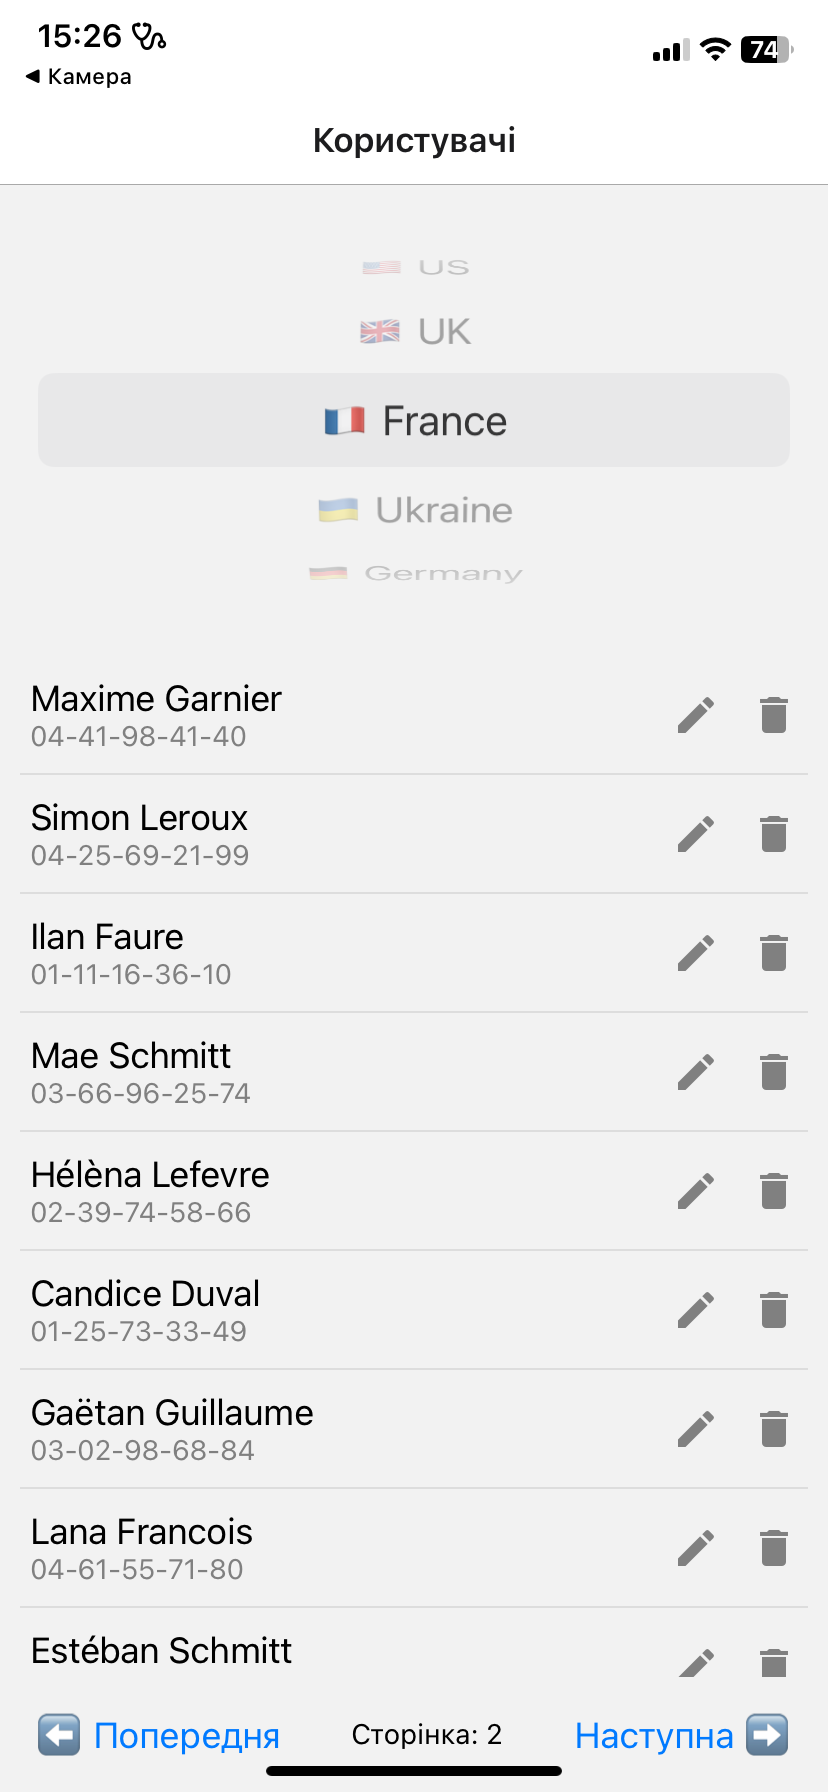 15:26
74
◀ Камера
Користувачі
🇺🇸 US
🇬🇧 UK
🇫🇷 France
🇺🇦 Ukraine
🇩🇪 Germany
Maxime Garnier
04-41-98-41-40
Simon Leroux
04-25-69-21-99
Ilan Faure
01-11-16-36-10
Mae Schmitt
03-66-96-25-74
Hélèna Lefevre
02-39-74-58-66
Candice Duval
01-25-73-33-49
Gaëtan Guillaume
03-02-98-68-84
Lana Francois
04-61-55-71-80
Estéban Schmitt
⬅️ Попередня Сторінка: 2 Наступна ➡️